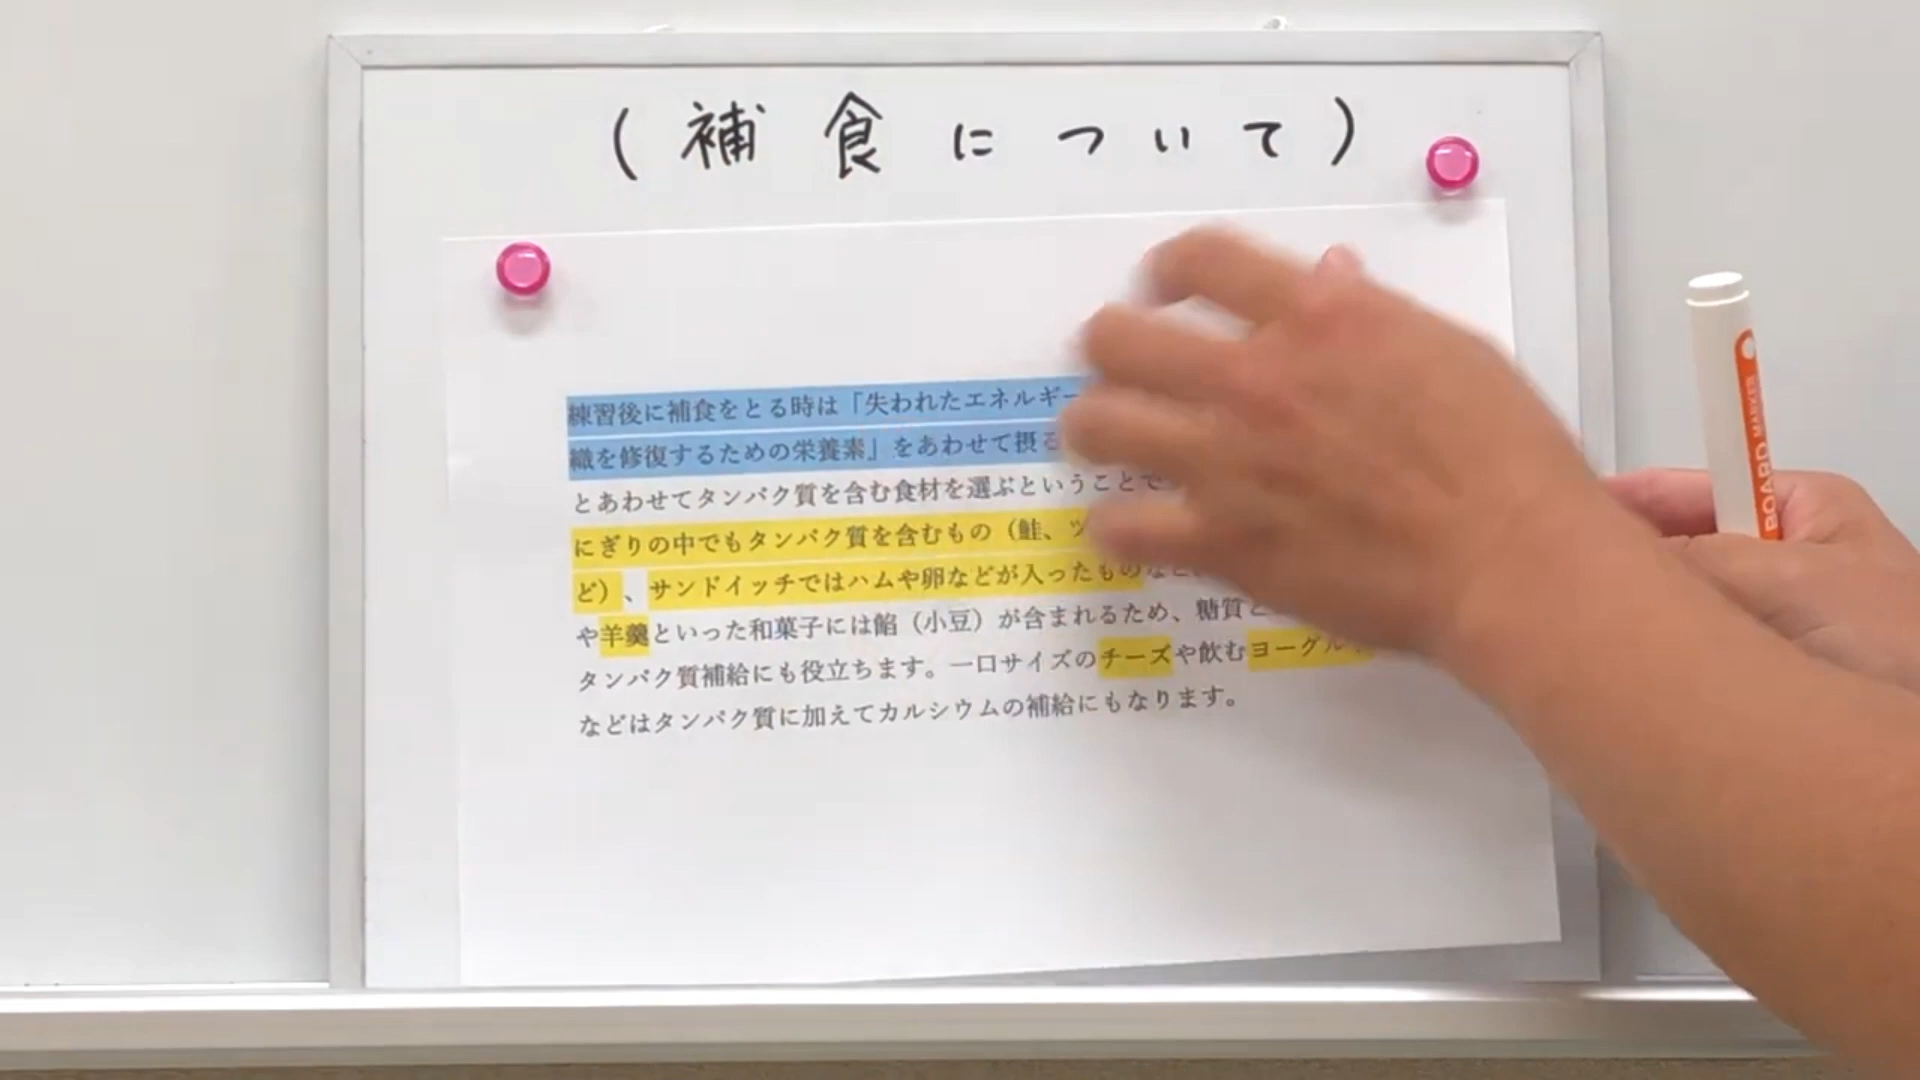 (補食について)
練習後に補食をとる時は「失われたエネルギー
織を修復するための栄養素」をあわせて摂る
とあわせてタンパク質を含む食材を選ぶということで
にぎりの中でもタンパク質を含むもの（鮭、ツ
ど）、サンドイッチではハムや卵などが入ったものなど
や羊羹といった和菓子には餡（小豆）が含まれるため、糖質と
タンパク質補給にも役立ちます。一口サイズのチーズや飲むヨーグル
などはタンパク質に加えてカルシウムの補給にもなります。
BOARD MARKER